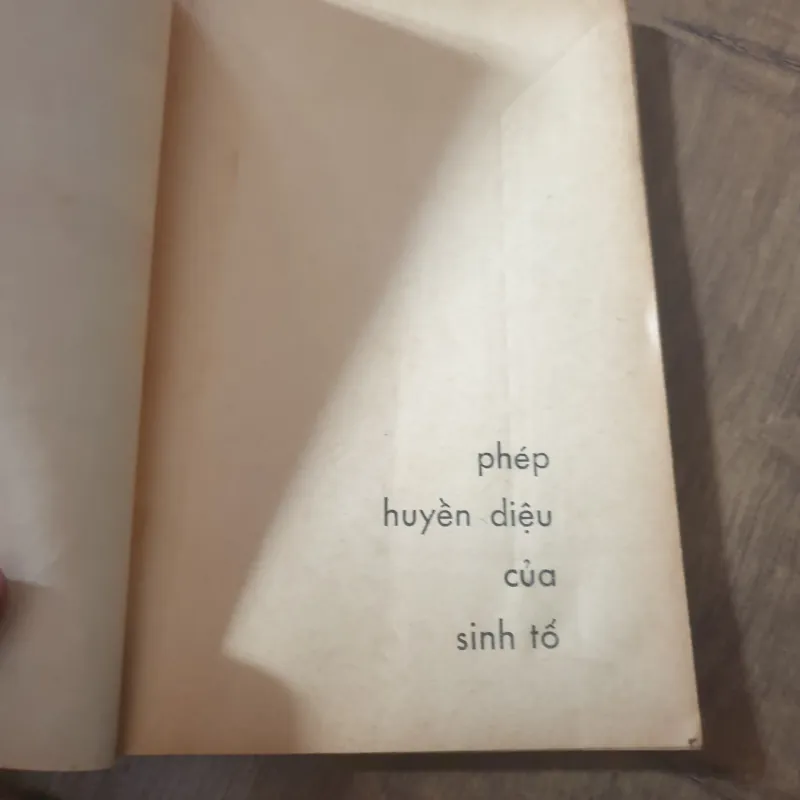 phép
huyền diệu
của
sinh tố